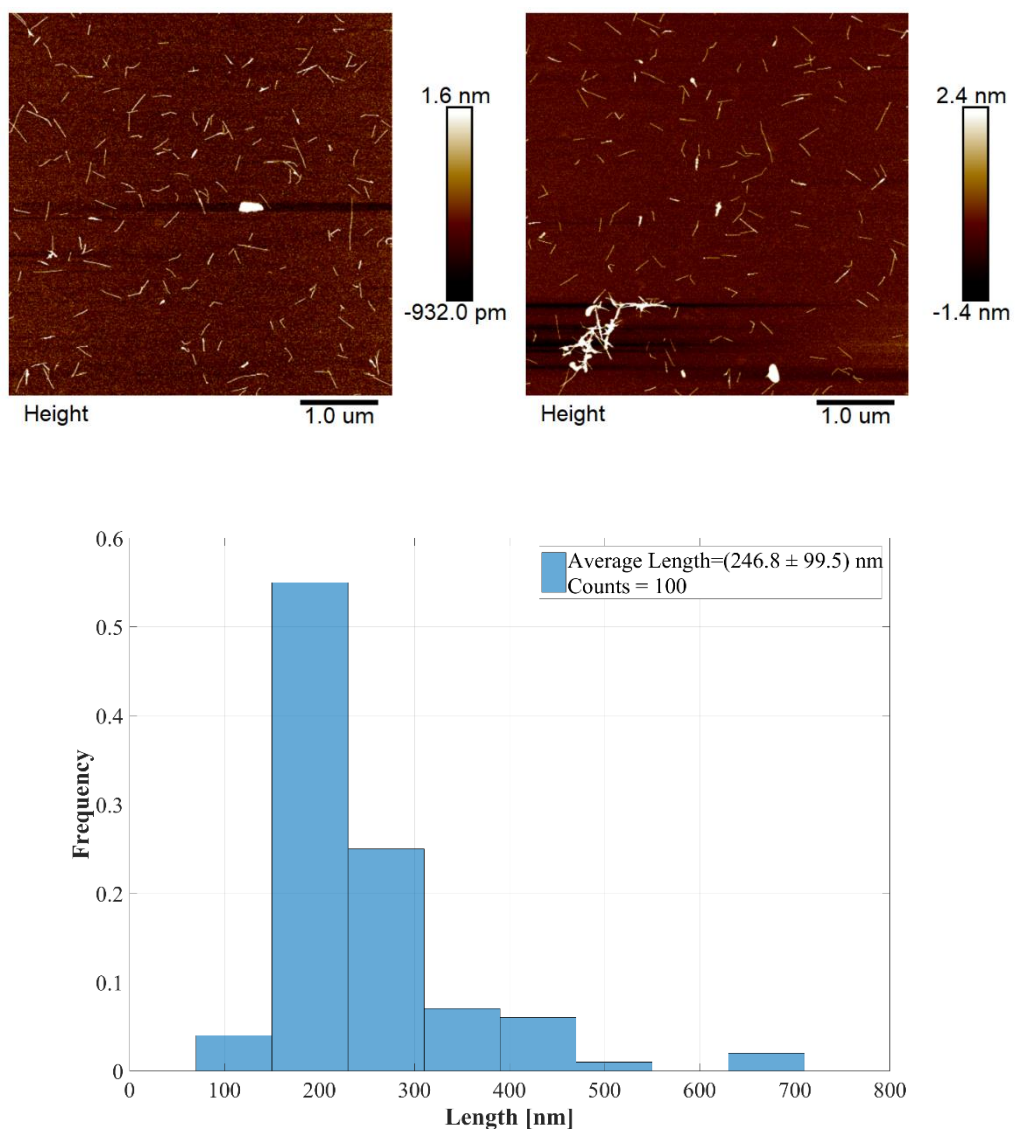 1.6 nm
-932.0 pm
Height
1.0 um
2.4 nm
-1.4 nm
Height
1.0 um
Average Length=(246.8 ± 99.5) nm
Counts = 100
0.6
0.5
0.4
0.3
0.2
0.1
0
Frequency
0 100 200 300 400 500 600 700 800
Length [nm]